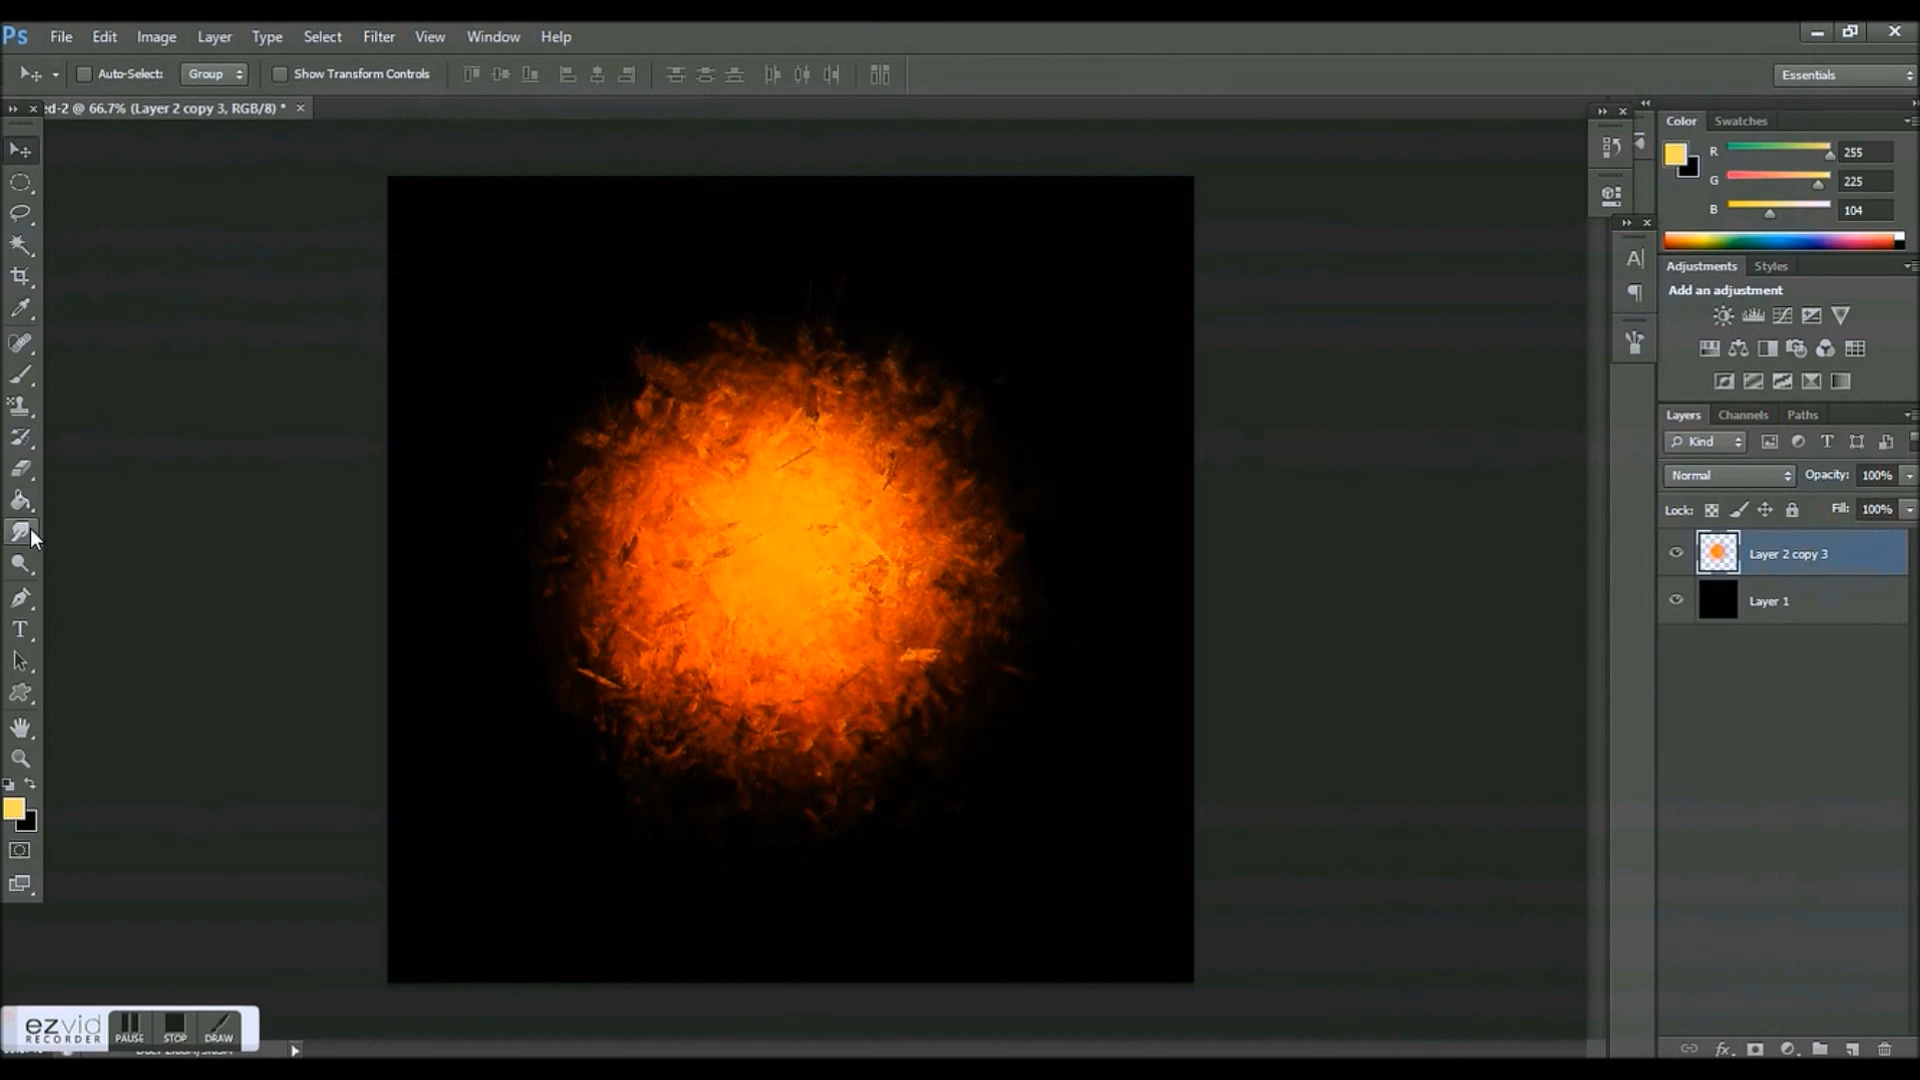 Ps File Edit Image Layer Type Select Filter View Window Help
Auto-Select: Group Show Transform Controls Essentials
ed-2 @ 66.7% (Layer 2 copy 3, RGB/8) *
Color Swatches
R 255
G 225
B 104
Adjustments Styles
Add an adjustment
Layers Channels Paths
Kind
Normal Opacity: 100%
Lock: Fill: 100%
Layer 2 copy 3
Layer 1
ezvid
RECORDER
PAUSE STOP DRAW